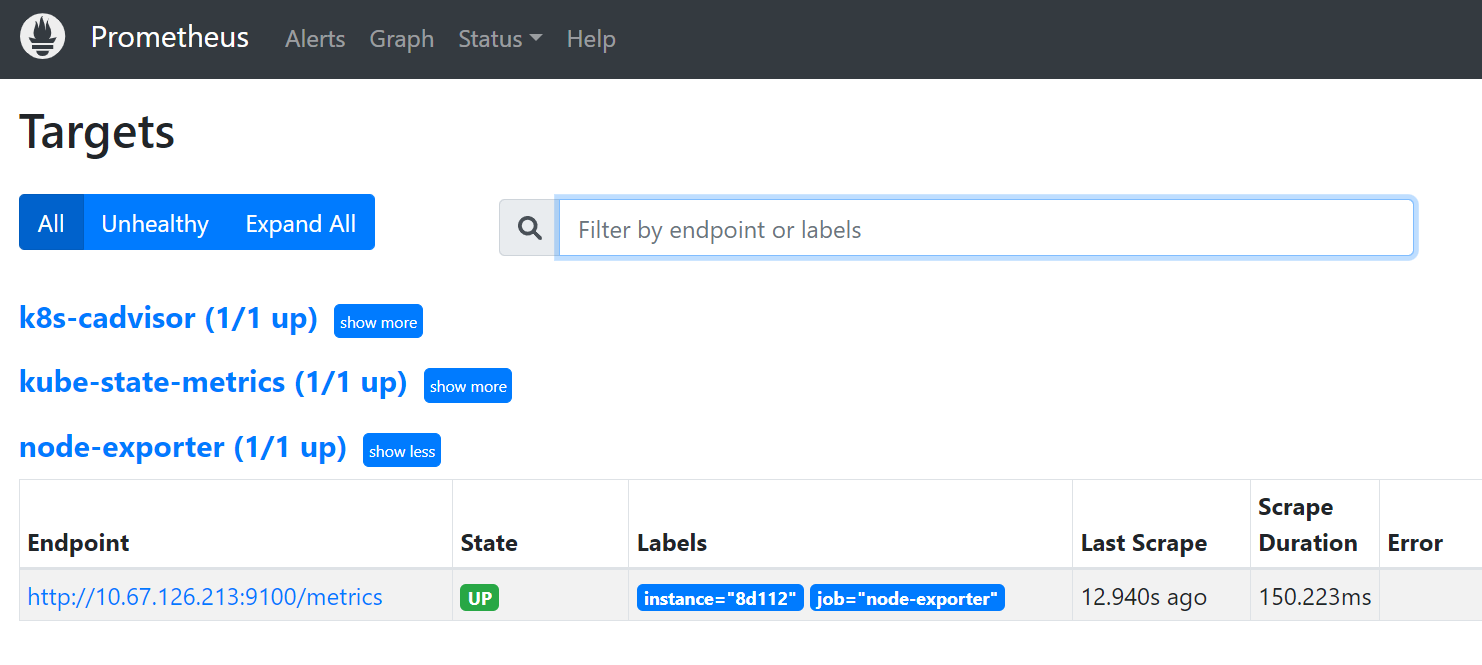 Prometheus Alerts Graph Status Help
Targets
All Unhealthy Expand All Filter by endpoint or labels
k8s-cadvisor (1/1 up) show more
kube-state-metrics (1/1 up) show more
node-exporter (1/1 up) show less
Endpoint State Labels Last Scrape Scrape Duration Error
http://10.67.126.213:9100/metrics UP instance="8d112" job="node-exporter" 12.940s ago 150.223ms